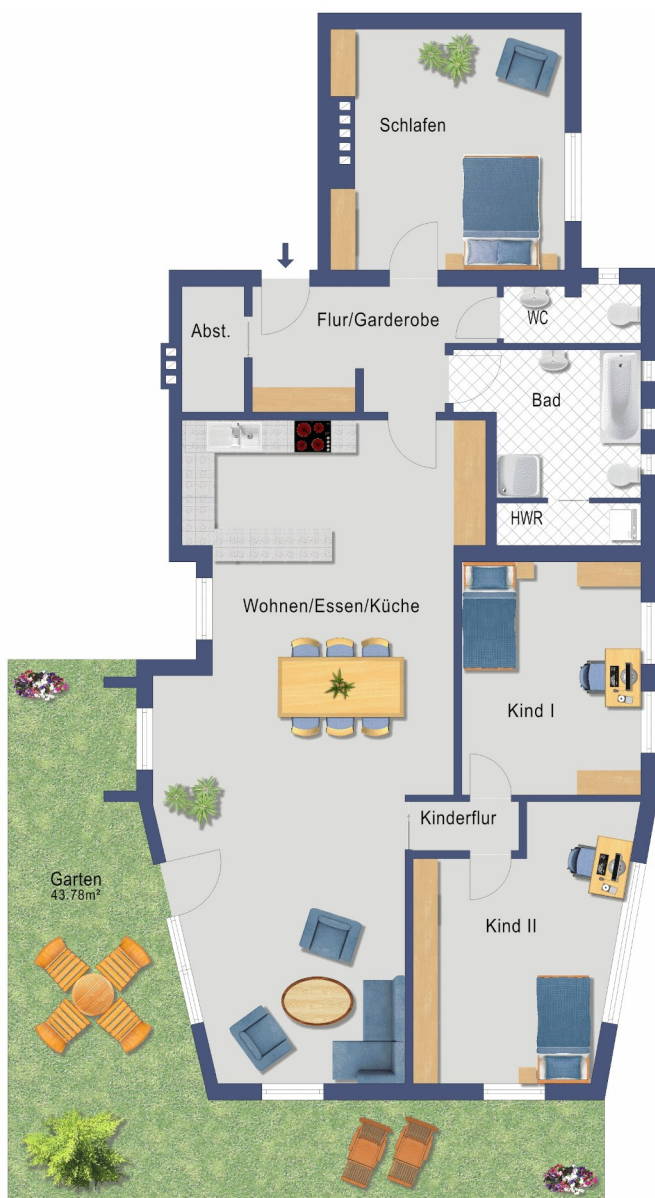 Schlafen
Abst.
Flur/Garderobe
WC
Bad
HWR
Wohnen/Essen/Küche
Kind I
Kinderflur
Garten
43.78m²
Kind II